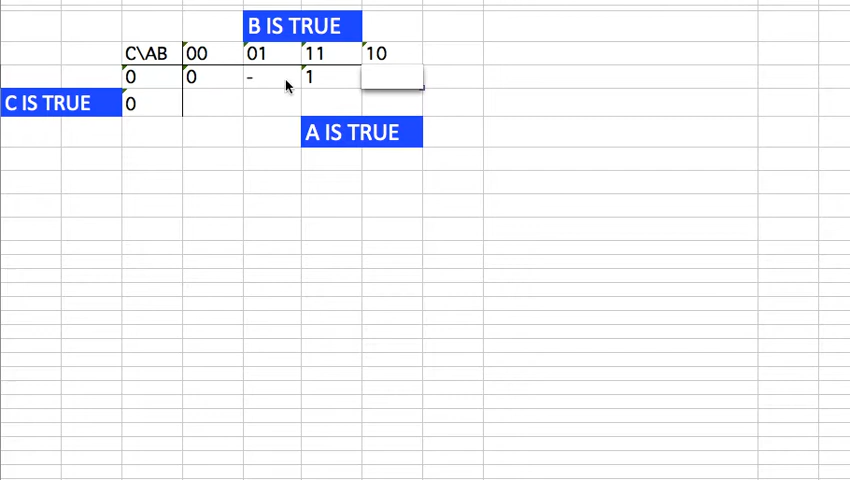 B IS TRUE
C\AB 00 01 11 10
0 0 - 1
C IS TRUE 0
A IS TRUE